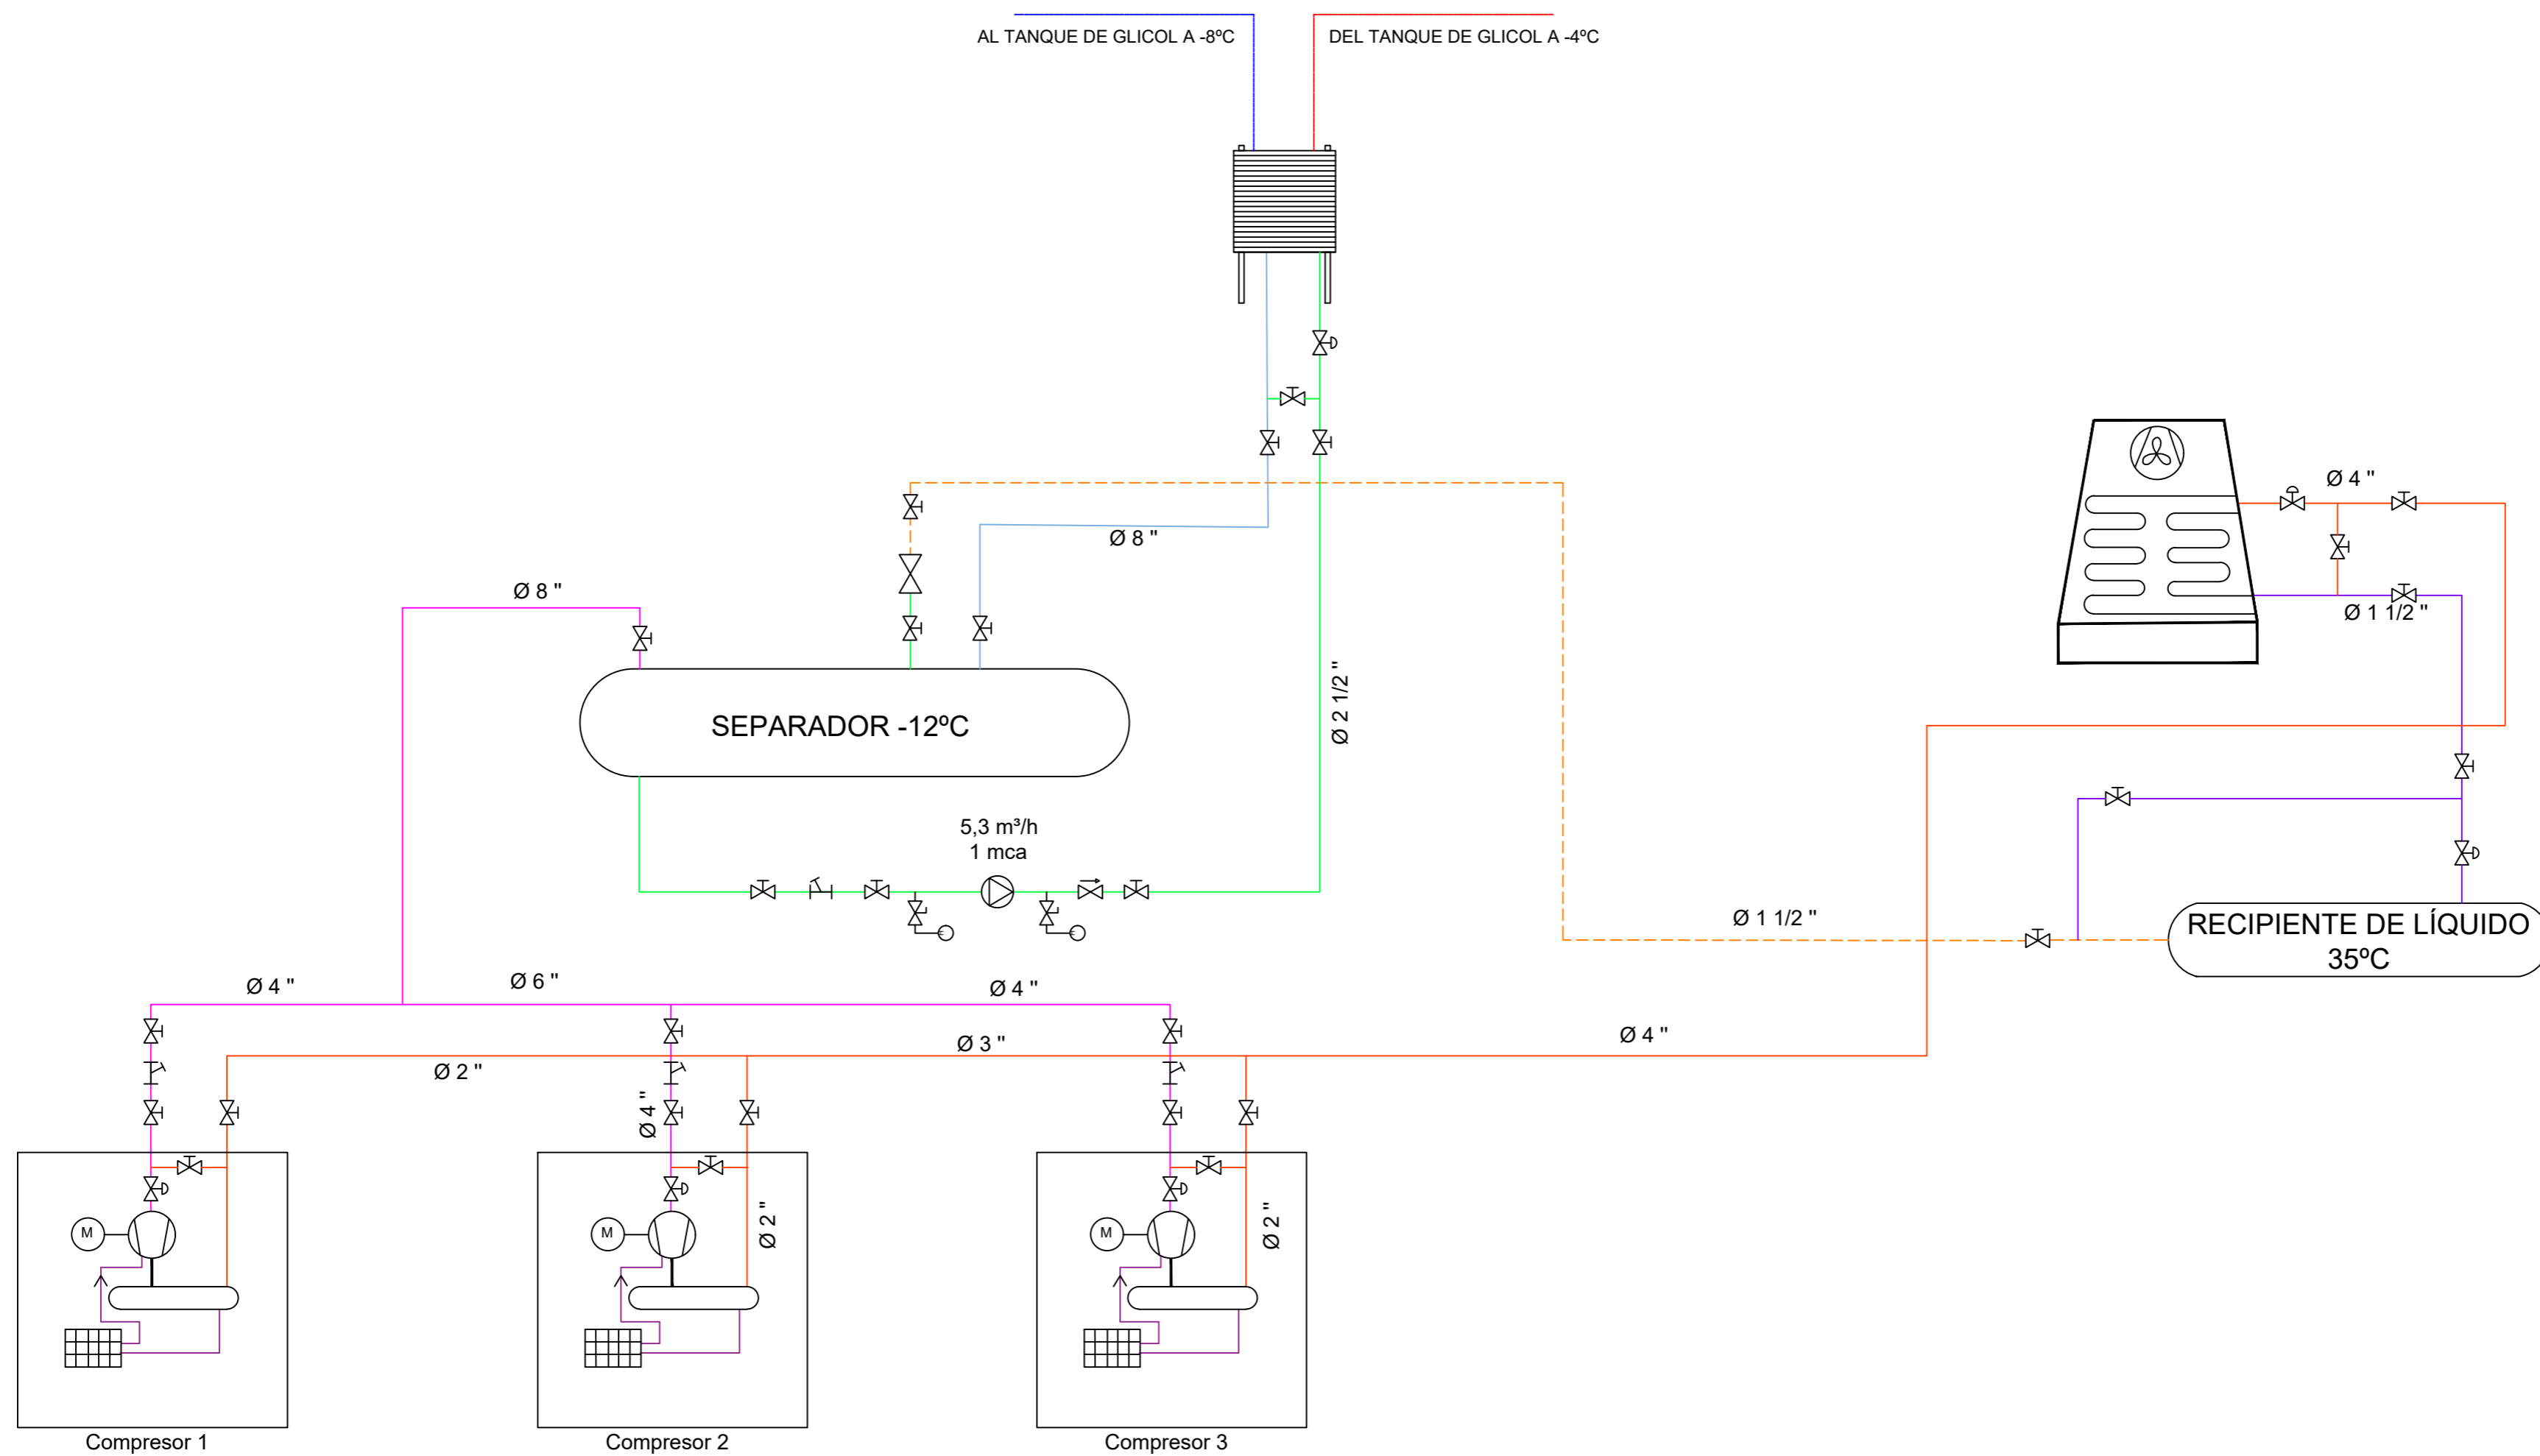 AL TANQUE DE GLICOL A -8ºC
DEL TANQUE DE GLICOL A -4ºC
Ø 4 "
Ø 8 "
Ø 8 "
Ø 1 1/2 "
Ø 2 1/2 "
SEPARADOR -12ºC
5,3 m³/h
1 mca
Ø 1 1/2 "
RECIPIENTE DE LÍQUIDO
35ºC
Ø 4 "
Ø 6 "
Ø 4 "
Ø 2 "
Ø 3 "
Ø 4 "
Ø 4 "
M
M
Ø 2 "
M
Ø 2 "
Compresor 1
Compresor 2
Compresor 3